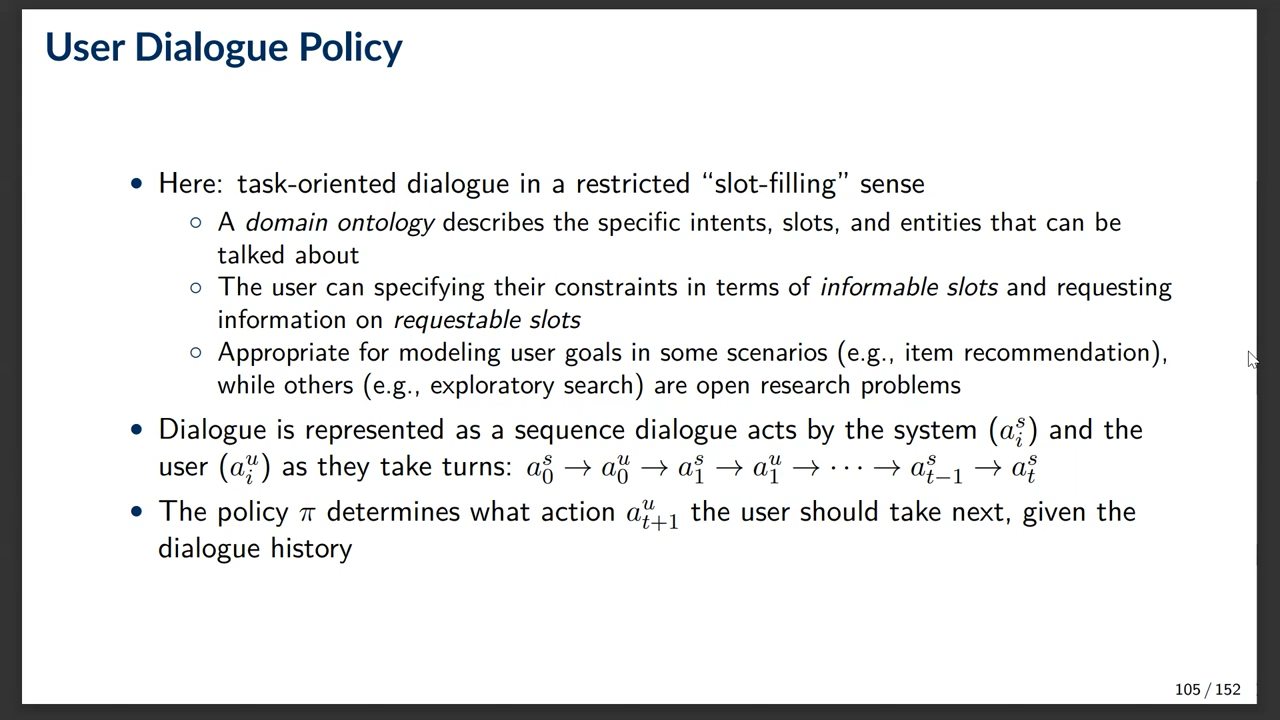 User Dialogue Policy
• Here: task-oriented dialogue in a restricted “slot-filling” sense
○ A domain ontology describes the specific intents, slots, and entities that can be
talked about
○ The user can specifying their constraints in terms of informable slots and requesting
information on requestable slots
○ Appropriate for modeling user goals in some scenarios (e.g., item recommendation),
while others (e.g., exploratory search) are open research problems
• Dialogue is represented as a sequence dialogue acts by the system (a_i^s) and the
user (a_i^u) as they take turns: a_0^s → a_0^u → a_1^s → a_1^u → ⋯ → a_{t−1}^s → a_t^s
• The policy π determines what action a_{t+1}^u the user should take next, given the
dialogue history
105 / 152